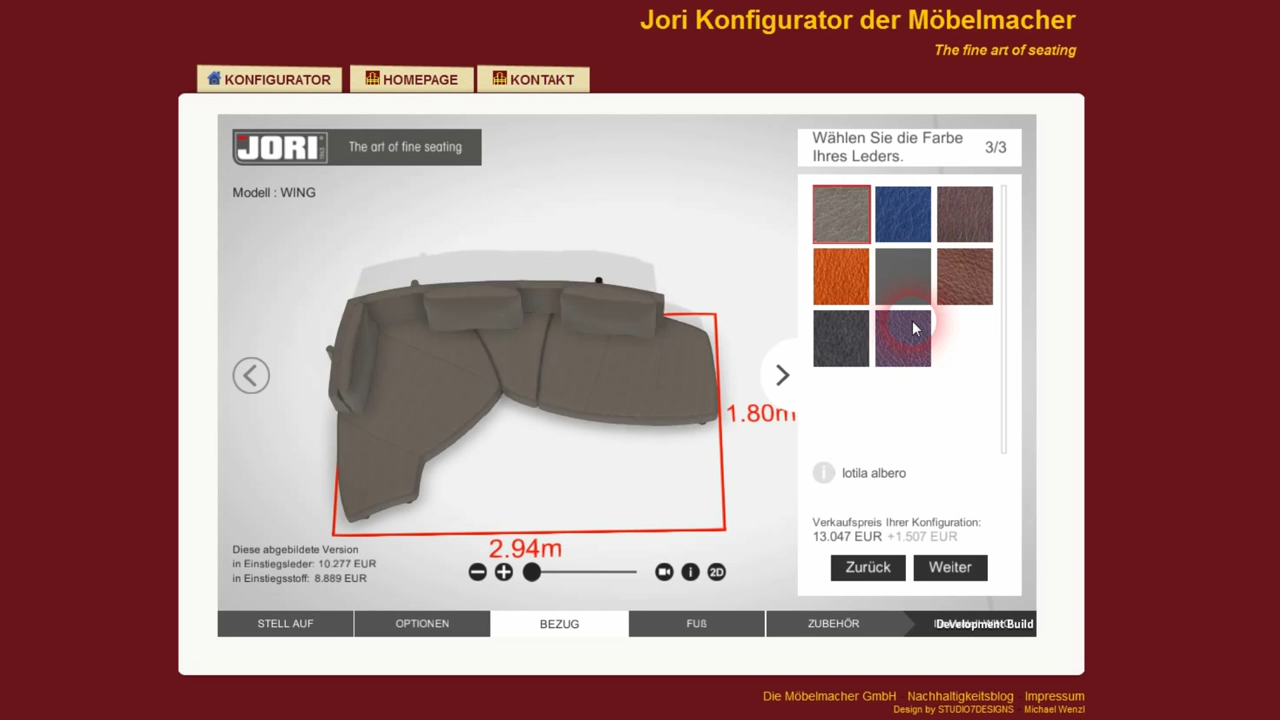 Jori Konfigurator der Möbelmacher
The fine art of seating
KONFIGURATOR
HOMEPAGE
KONTAKT
JORI
The art of fine seating
Modell : WING
Wählen Sie die Farbe
Ihres Leders.
3/3
1.80m
2.94m
lotila albero
Verkaufspreis Ihrer Konfiguration:
13.047 EUR +1.507 EUR
Zurück
Weiter
Diese abgebildete Version
in Einstiegsleder: 10.277 EUR
in Einstiegsstoff: 8.889 EUR
2D
STELL AUF
OPTIONEN
BEZUG
FUß
ZUBEHÖR
Development Build
Die Möbelmacher GmbH Nachhaltigkeitsblog Impressum
Design by STUDIO7DESIGNS Michael Wenzl